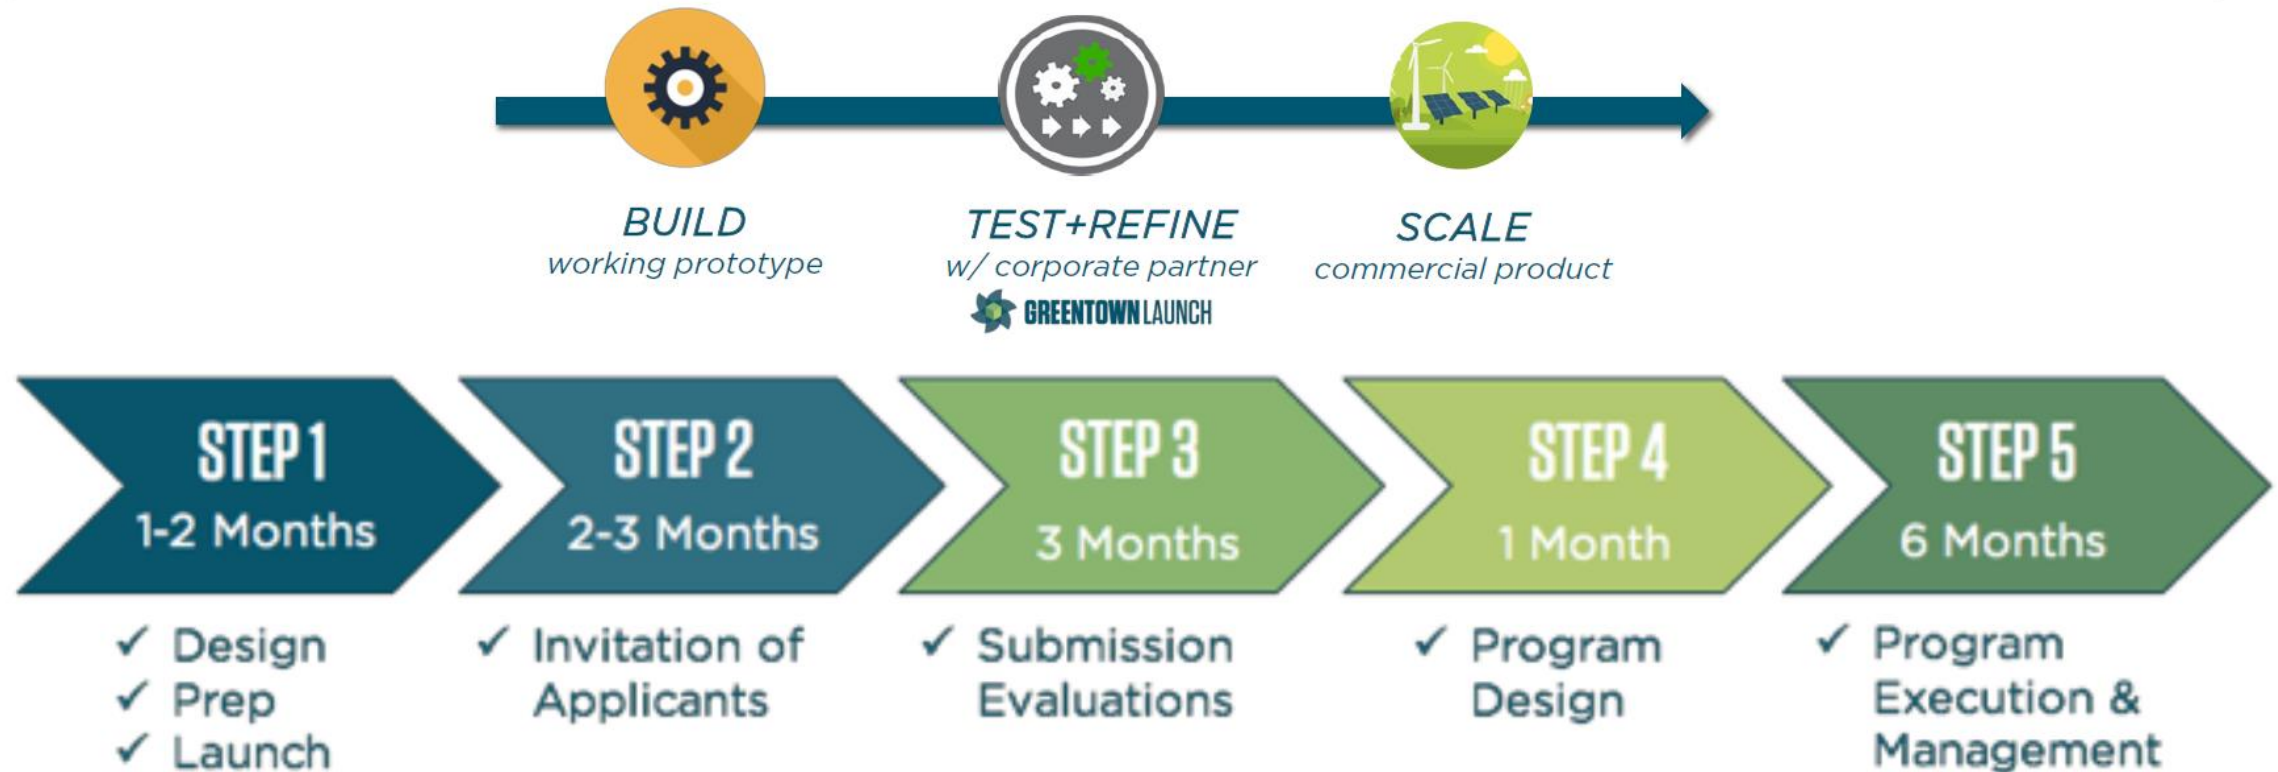 BUILD
working prototype
TEST+REFINE
w/ corporate partner
GREENTOWN LAUNCH
SCALE
commercial product
STEP 1
1-2 Months
✓ Design
✓ Prep
✓ Launch
STEP 2
2-3 Months
✓ Invitation of
Applicants
STEP 3
3 Months
✓ Submission
Evaluations
STEP 4
1 Month
✓ Program
Design
STEP 5
6 Months
✓ Program
Execution &
Management